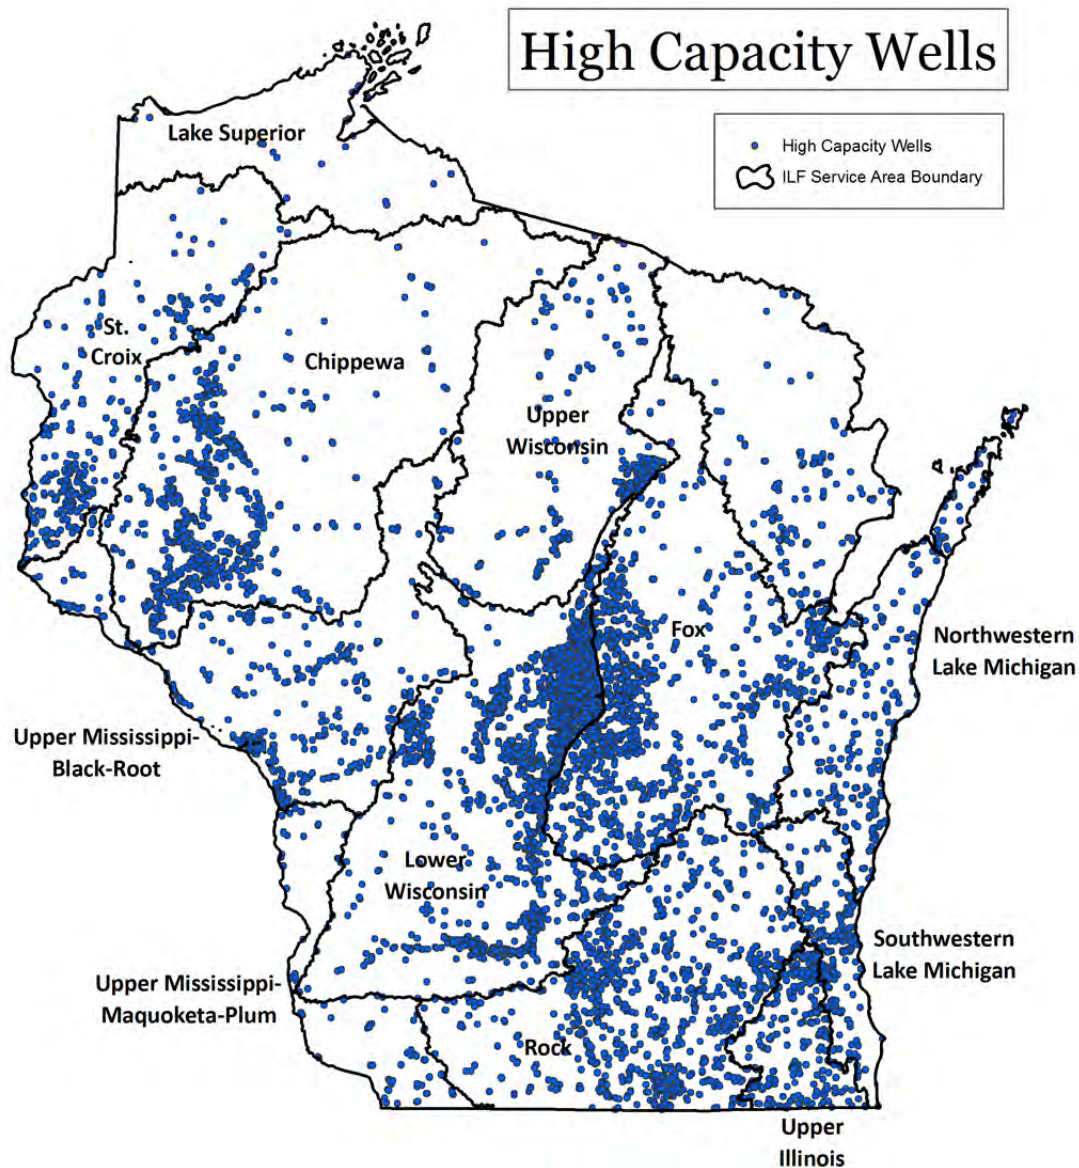 High Capacity Wells
High Capacity Wells
ILF Service Area Boundary
Lake Superior
St.
Croix
Chippewa
Upper
Wisconsin
Fox
Northwestern
Lake Michigan
Upper Mississippi-
Black-Root
Lower
Wisconsin
Southwestern
Lake Michigan
Upper Mississippi-
Maquoketa-Plum
Rock
Upper
Illinois